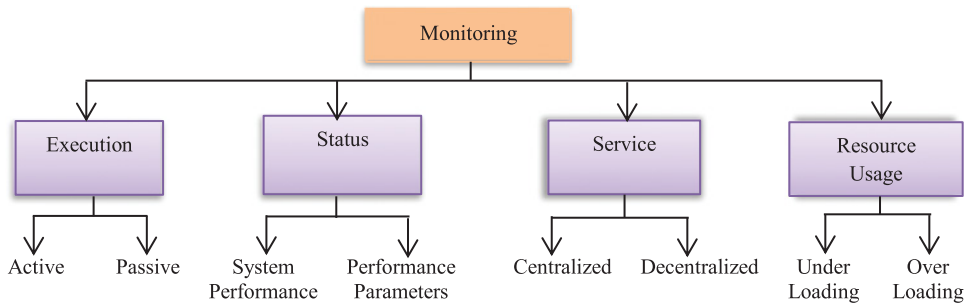 Monitoring
Execution
Status
Service
Resource
Usage
Active
Passive
System
Performance
Performance
Parameters
Centralized
Decentralized
Under
Loading
Over
Loading